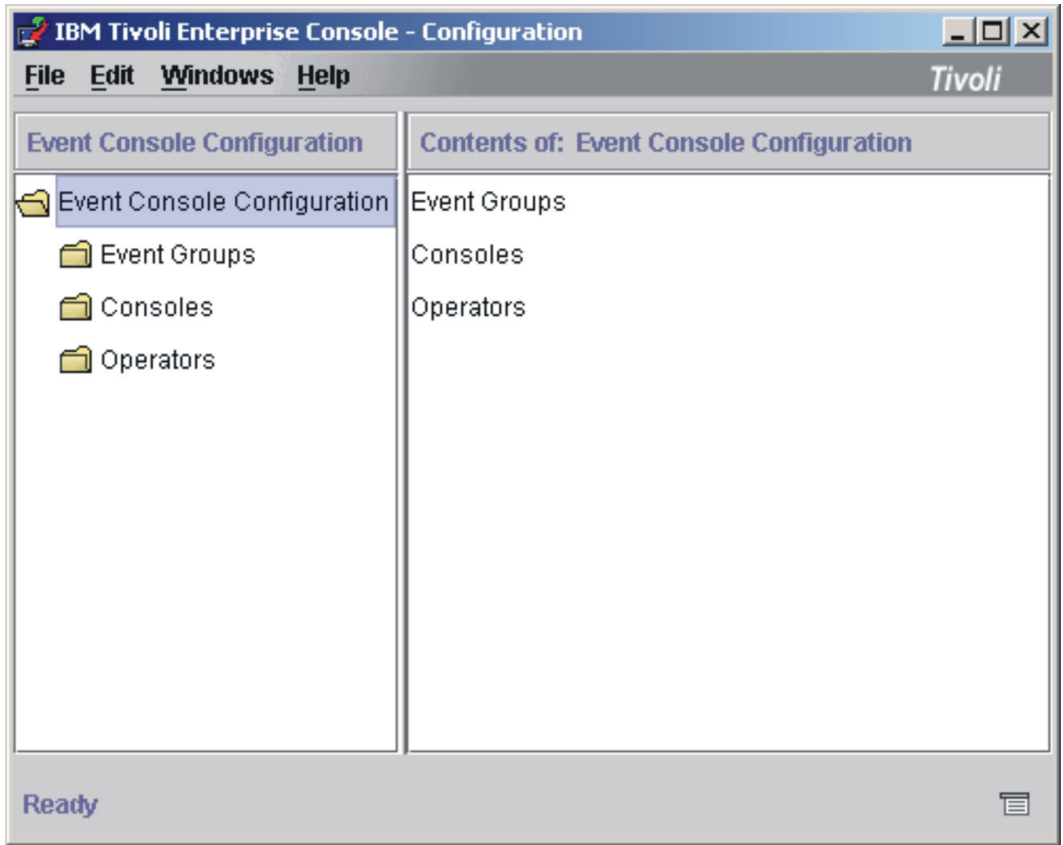 IBM Tivoli Enterprise Console - Configuration
File Edit Windows Help Tivoli
Event Console Configuration
Contents of: Event Console Configuration
Event Console Configuration
Event Groups
Consoles
Operators
Event Groups
Consoles
Operators
Ready